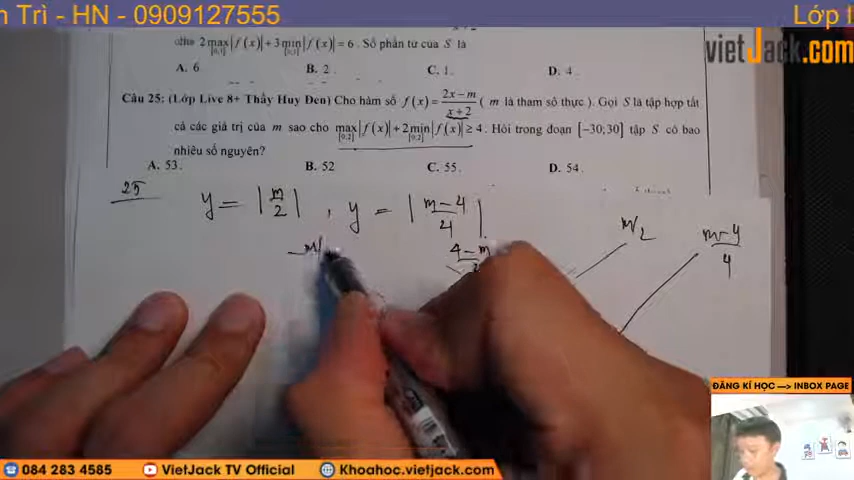 n Trì - HN - 0909127555
Lớp l
vietJack.com
thỏa 2 max |f(x)| + 3 min |f(x)| = 6. Số phần tử của S là
[0;1] [0;1]
A. 6 B. 2. C. 1. D. 4.
Câu 25: (Lớp Live 8+ Thầy Huy Đen) Cho hàm số f(x) = (2x - m)/(x + 2) ( m là tham số thực ). Gọi S là tập hợp tất
cả các giá trị của m sao cho max |f(x)| + 2 min |f(x)| ≥ 4. Hỏi trong đoạn [-30;30] tập S có bao
[0;2] [0;2]
nhiêu số nguyên?
A. 53. B. 52 C. 55. D. 54.
25
y = |m/2|, y = |(m-4)/4|
m/2
(m-4)/4
4-m
ĐĂNG KÍ HỌC —> INBOX PAGE
084 283 4585 VietJack TV Official Khoahoc.vietjack.com